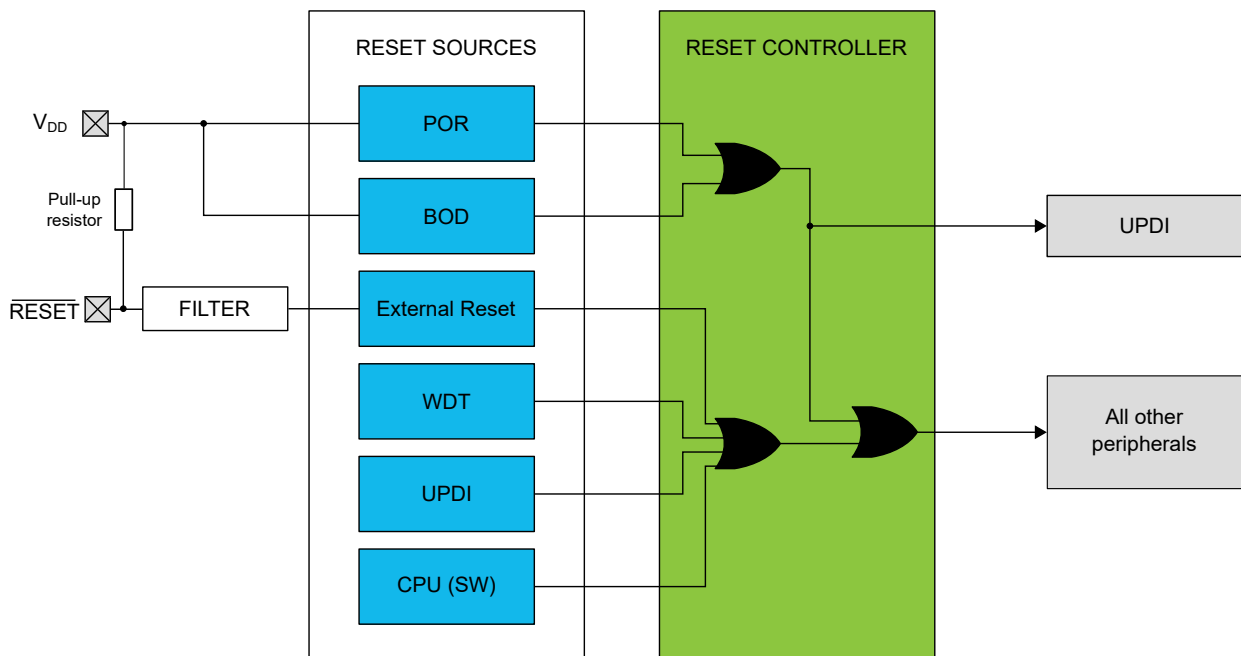 RESET SOURCES
RESET CONTROLLER
VDD
POR
Pull-up
resistor
BOD
UPDI
RESET
FILTER
External Reset
WDT
All other
peripherals
UPDI
CPU (SW)